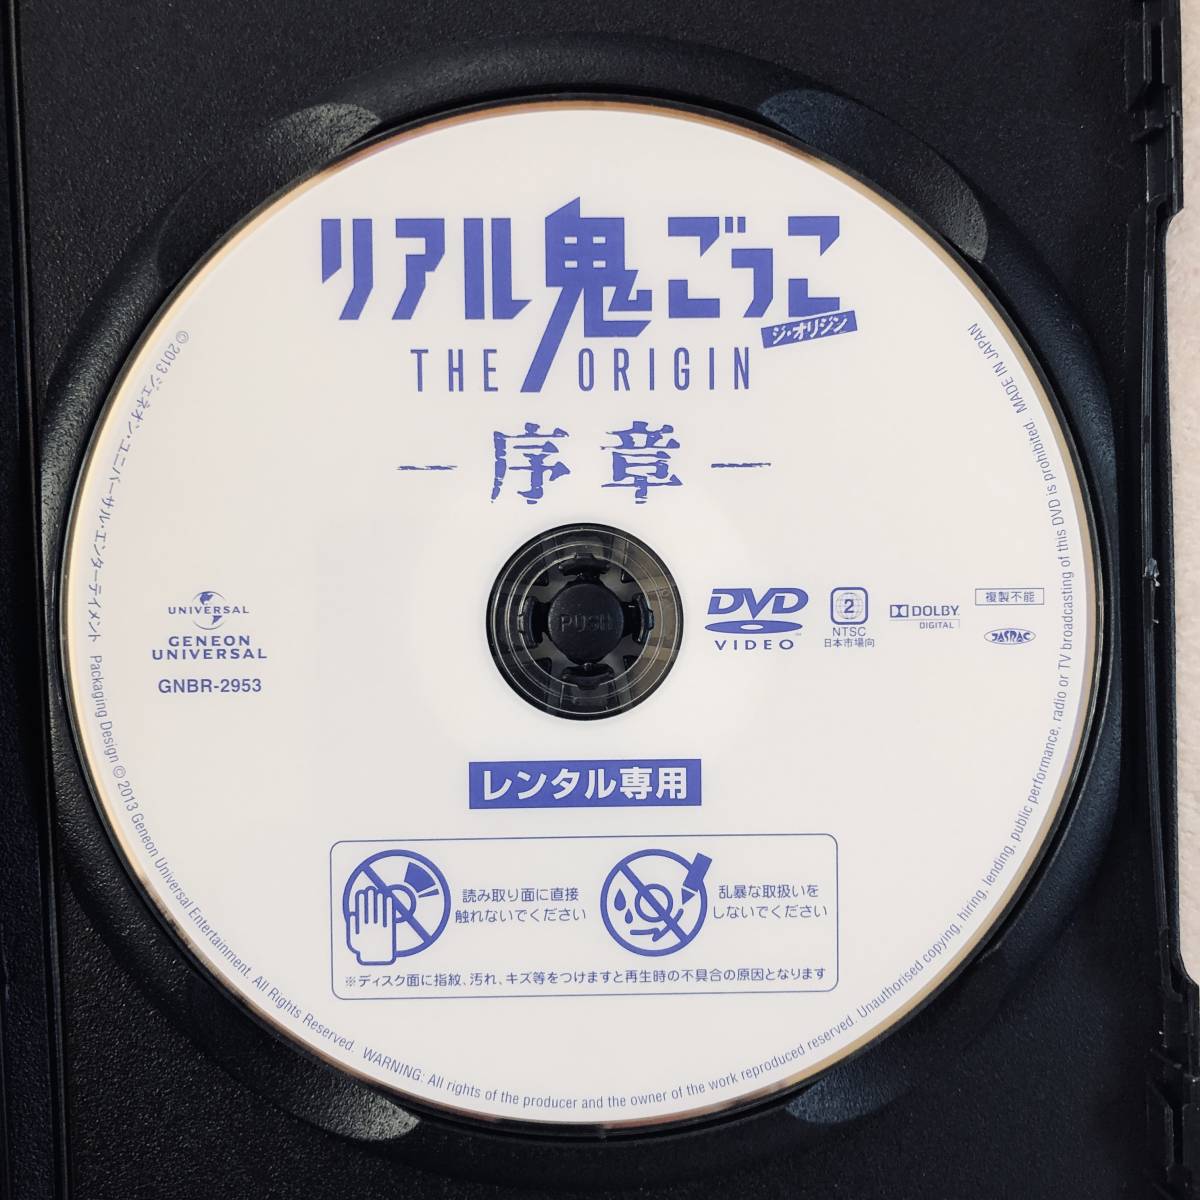 リアル鬼ごっこ
ジ・オリジン
THE ORIGIN
-序章-
UNIVERSAL
GENEON
UNIVERSAL
GNBR-2953
PUSH
DVD
VIDEO
2
NTSC
日本市場向
DOLBY
DIGITAL
複製不能
JASRAC
レンタル専用
読み取り面に直接
触れないでください
乱暴な取扱いを
しないでください
※ディスク面に指紋、汚れ、キズ等をつけますと再生時の不具合の原因となります
© 2013 ジェネオン・ユニバーサル・エンターテイメント Packaging Design © 2013 Geneon Universal Entertainment. All Rights Reserved. WARNING: All rights of the producer and the owner of the work reproduced reserved. Unauthorised copying, hiring, lending, public performance, radio or TV broadcasting of this DVD is prohibited. MADE IN JAPAN